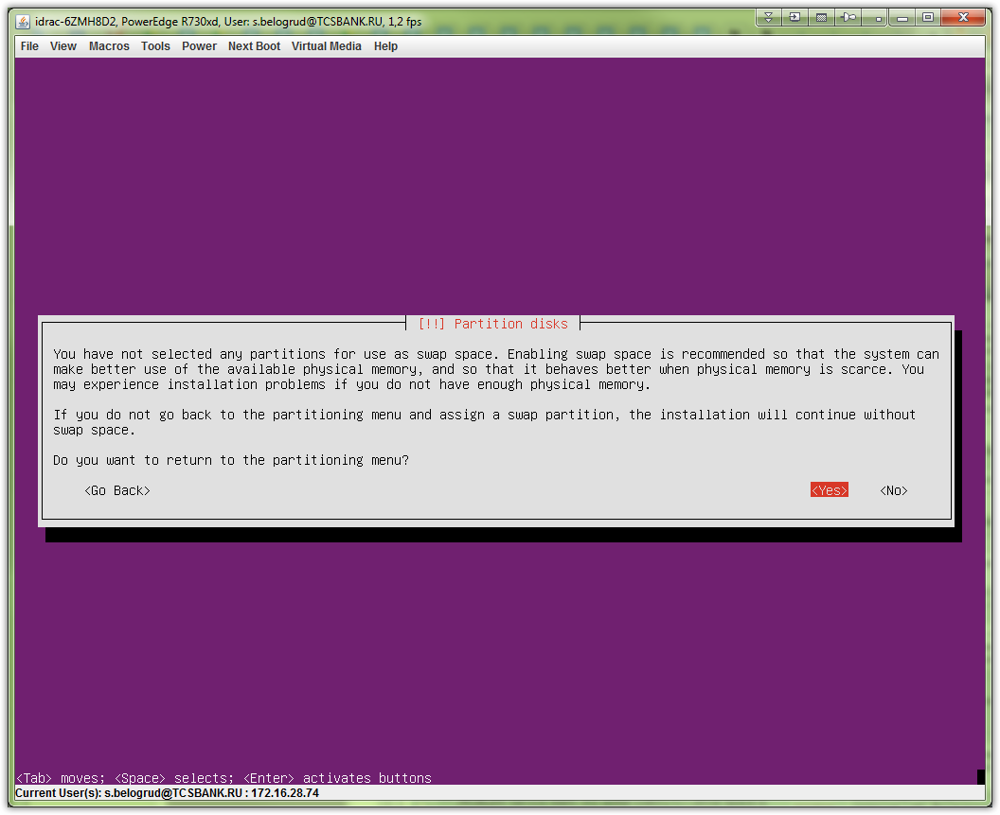 idrac-6ZMH8D2, PowerEdge R730xd, User: s.belogrud@TCSBANK.RU, 1,2 fps
File View Macros Tools Power Next Boot Virtual Media Help
[!!] Partition disks
You have not selected any partitions for use as swap space. Enabling swap space is recommended so that the system can
make better use of the available physical memory, and so that it behaves better when physical memory is scarce. You
may experience installation problems if you do not have enough physical memory.
If you do not go back to the partitioning menu and assign a swap partition, the installation will continue without
swap space.
Do you want to return to the partitioning menu?
<Go Back> <Yes> <No>
<Tab> moves; <Space> selects; <Enter> activates buttons
Current User(s): s.belogrud@TCSBANK.RU : 172.16.28.74